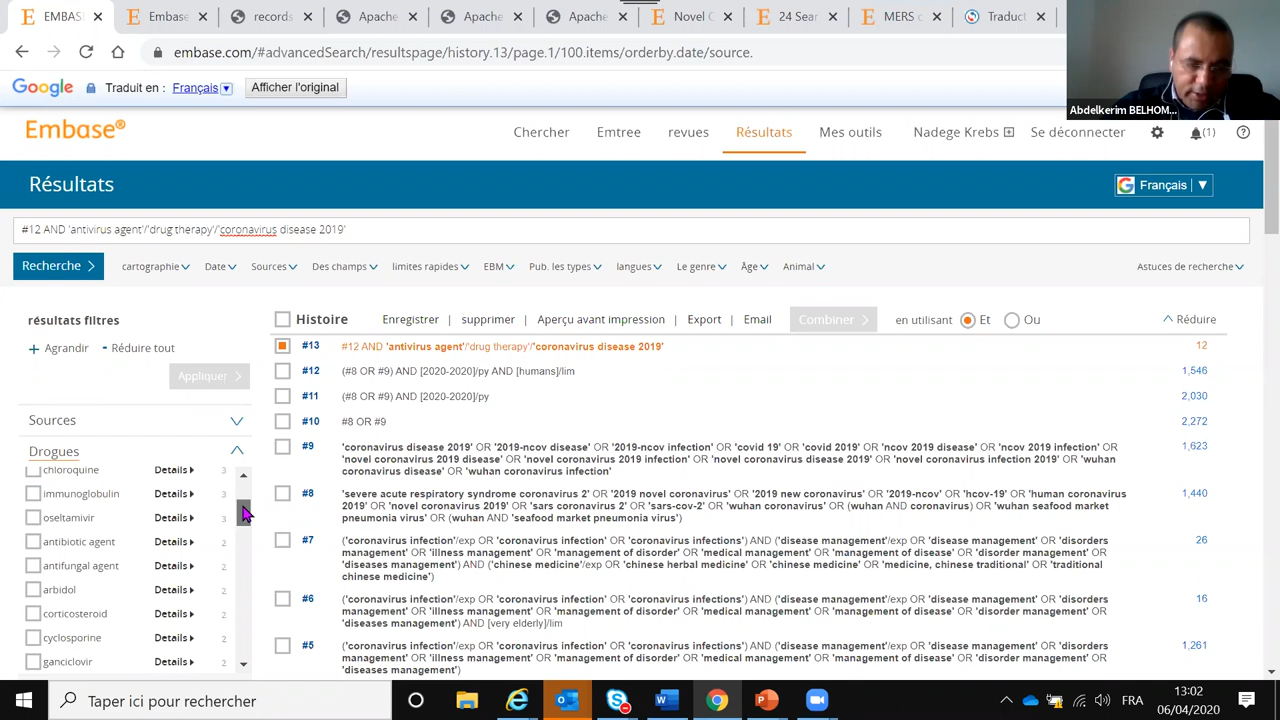 EMBASE
Embase
records
Apache
Apache
Apache
Novel C
24 Sear
MERS c
Traduct
embase.com/#advancedSearch/resultspage/history.13/page.1/100.items/orderby.date/source.
Google Traduit en : Français Afficher l'original
Abdelkerim BELHOM...
Embase®
Chercher Emtree revues Résultats Mes outils Nadege Krebs Se déconnecter (1)
Résultats
Français
#12 AND 'antivirus agent'/'drug therapy'/'coronavirus disease 2019'
Recherche cartographie Date Sources Des champs limites rapides EBM Pub. les types langues Le genre Âge Animal Astuces de recherche
résultats filtres
+ Agrandir - Réduire tout
Appliquer
Sources
Drogues
chloroquine Details 3
immunoglobulin Details 3
oseltamivir Details 3
antibiotic agent Details 2
antifungal agent Details 2
arbidol Details 2
corticosteroid Details 2
cyclosporine Details 2
ganciclovir Details 2
Histoire Enregistrer | supprimer | Aperçu avant impression | Export | Email Combiner en utilisant Et Ou Réduire
#13 #12 AND 'antivirus agent'/'drug therapy'/'coronavirus disease 2019' 12
#12 (#8 OR #9) AND [2020-2020]/py AND [humans]/lim 1,546
#11 (#8 OR #9) AND [2020-2020]/py 2,030
#10 #8 OR #9 2,272
#9 'coronavirus disease 2019' OR '2019-ncov disease' OR '2019-ncov infection' OR 'covid 19' OR 'covid 2019' OR 'ncov 2019 disease' OR 'ncov 2019 infection' OR 1,623
'novel coronavirus 2019 disease' OR 'novel coronavirus 2019 infection' OR 'novel coronavirus disease 2019' OR 'novel coronavirus infection 2019' OR 'wuhan
coronavirus disease' OR 'wuhan coronavirus infection'
#8 'severe acute respiratory syndrome coronavirus 2' OR '2019 novel coronavirus' OR '2019 new coronavirus' OR '2019-ncov' OR 'hcov-19' OR 'human coronavirus 1,440
2019' OR 'novel coronavirus 2019' OR 'sars coronavirus 2' OR 'sars-cov-2' OR 'wuhan coronavirus' OR (wuhan AND coronavirus) OR 'wuhan seafood market
pneumonia virus' OR (wuhan AND 'seafood market pneumonia virus')
#7 ('coronavirus infection'/exp OR 'coronavirus infection' OR 'coronavirus infections') AND ('disease management'/exp OR 'disease management' OR 'disorders 26
management' OR 'illness management' OR 'management of disorder' OR 'medical management' OR 'management of disease' OR 'disorder management' OR
'diseases management') AND ('chinese medicine'/exp OR 'chinese herbal medicine' OR 'chinese medicine' OR 'medicine, chinese traditional' OR 'traditional
chinese medicine')
#6 ('coronavirus infection'/exp OR 'coronavirus infection' OR 'coronavirus infections') AND ('disease management'/exp OR 'disease management' OR 'disorders 16
management' OR 'illness management' OR 'management of disorder' OR 'medical management' OR 'management of disease' OR 'disorder management' OR
'diseases management') AND [very elderly]/lim
#5 ('coronavirus infection'/exp OR 'coronavirus infection' OR 'coronavirus infections') AND ('disease management'/exp OR 'disease management' OR 'disorders 1,261
management' OR 'illness management' OR 'management of disorder' OR 'medical management' OR 'management of disease' OR 'disorder management' OR
'diseases management')
Taper ici pour rechercher
FRA
13:02
06/04/2020